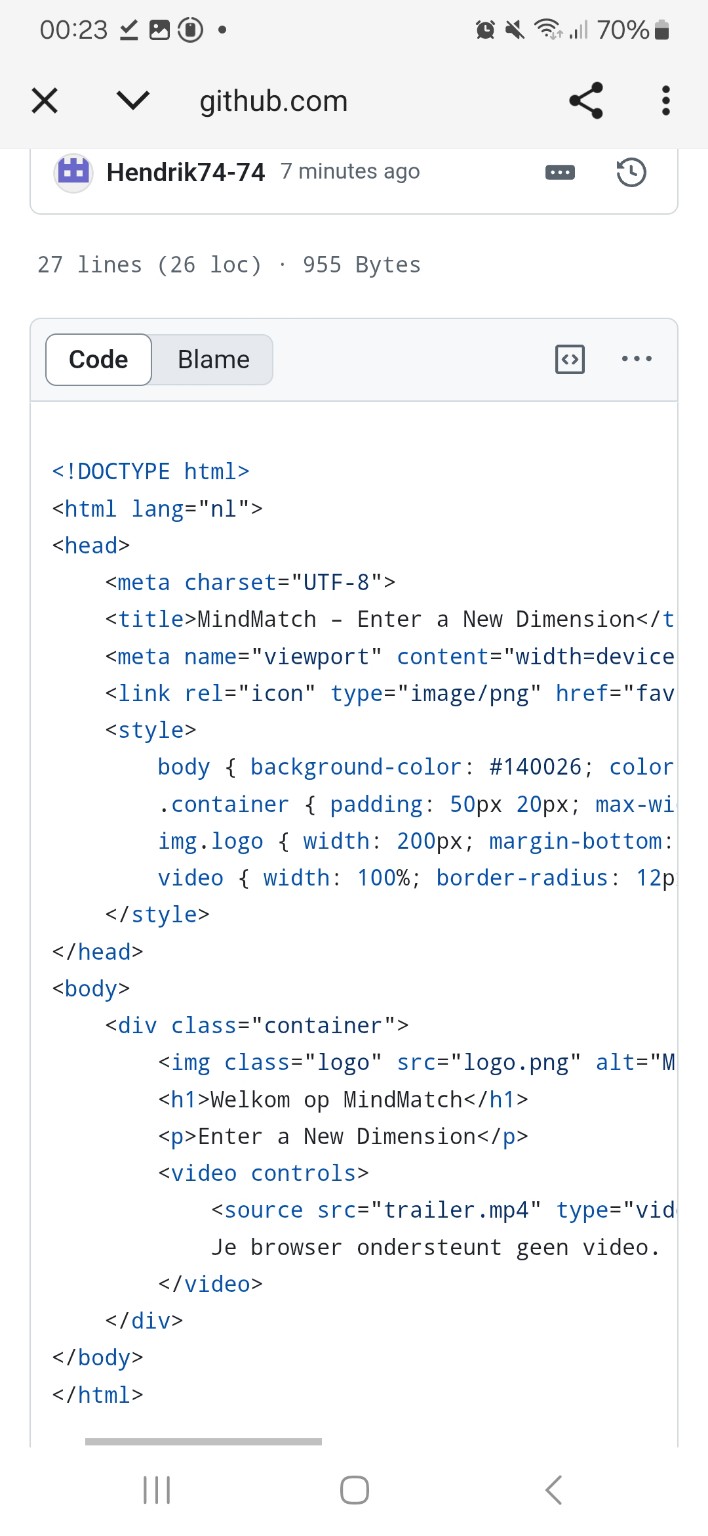 00:23
70%
github.com
Hendrik74-74 7 minutes ago
27 lines (26 loc) · 955 Bytes
Code Blame
<!DOCTYPE html>
<html lang="nl">
<head>
    <meta charset="UTF-8">
    <title>MindMatch – Enter a New Dimension</t
    <meta name="viewport" content="width=device
    <link rel="icon" type="image/png" href="fav
    <style>
        body { background-color: #140026; color
        .container { padding: 50px 20px; max-wi
        img.logo { width: 200px; margin-bottom:
        video { width: 100%; border-radius: 12p
    </style>
</head>
<body>
    <div class="container">
        <img class="logo" src="logo.png" alt="M
        <h1>Welkom op MindMatch</h1>
        <p>Enter a New Dimension</p>
        <video controls>
            <source src="trailer.mp4" type="vid
            Je browser ondersteunt geen video.
        </video>
    </div>
</body>
</html>